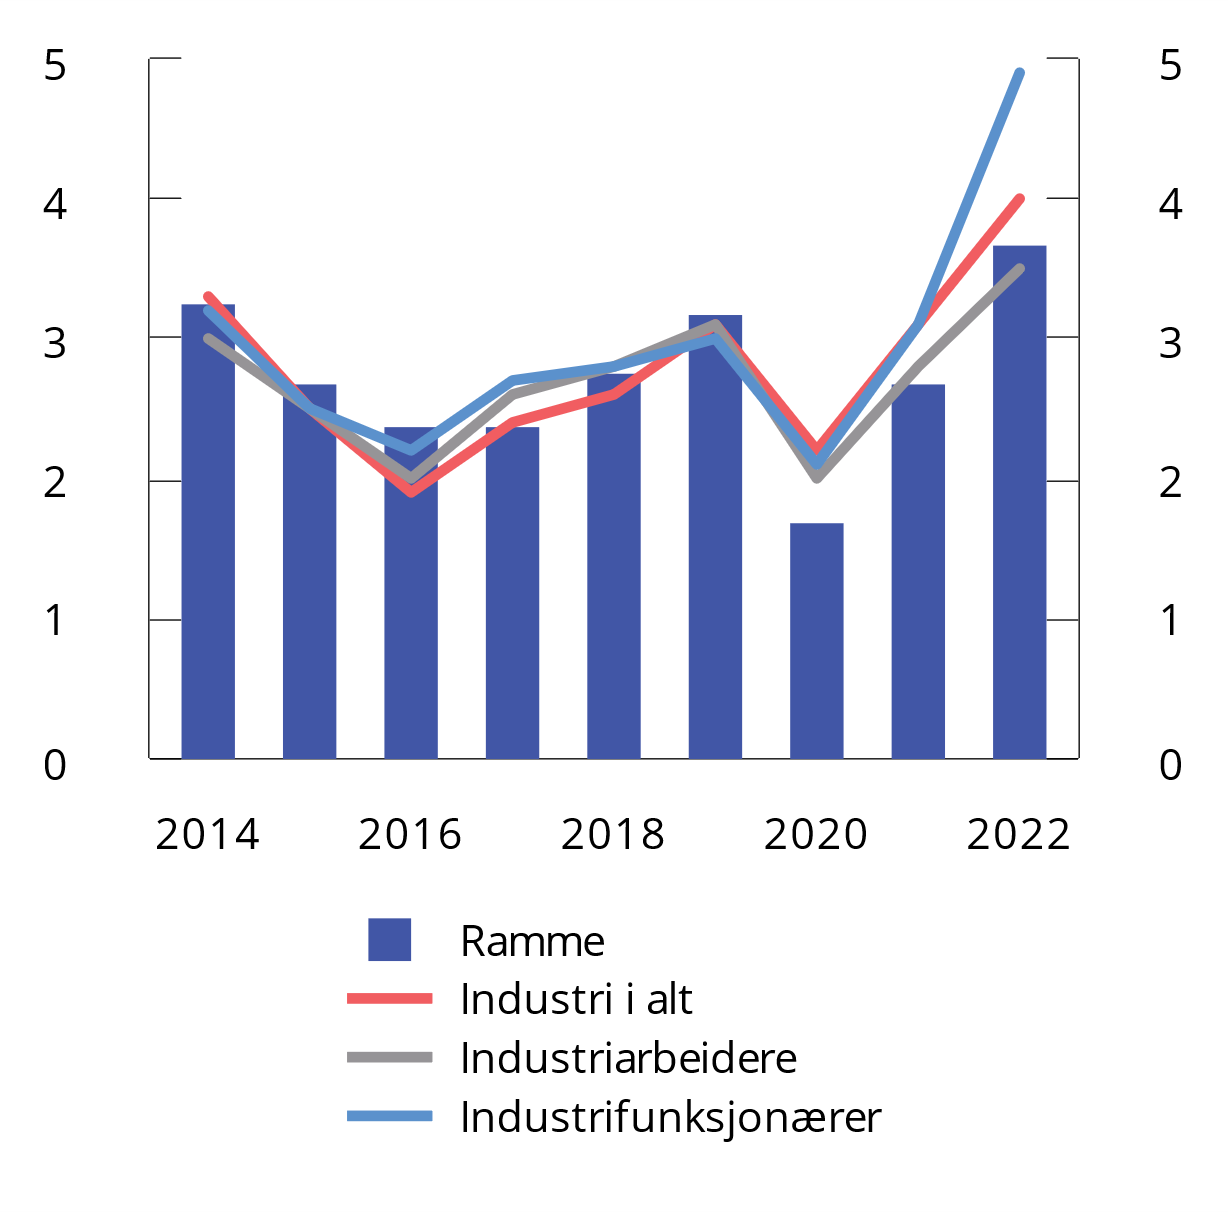 5 5
4 4
3 3
2 2
1 1
0 0
2014 2016 2018 2020 2022
Ramme
Industri i alt
Industriarbeidere
Industrifunksjonærer